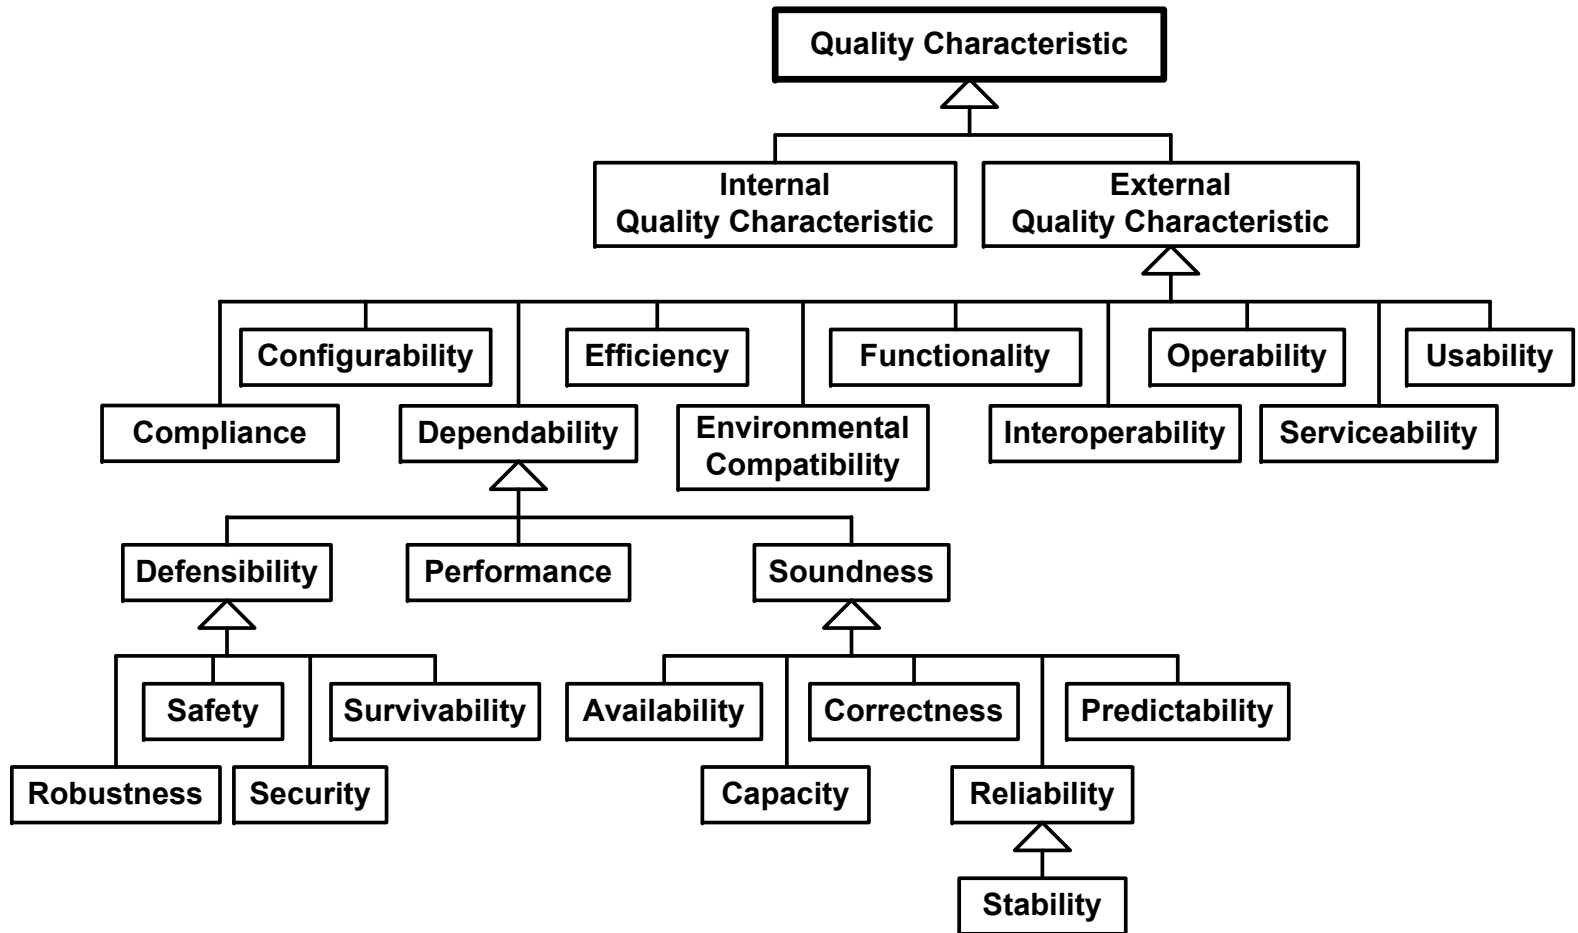 Quality Characteristic
Internal
Quality Characteristic
External
Quality Characteristic
Configurability
Efficiency
Functionality
Operability
Usability
Compliance
Dependability
Environmental
Compatibility
Interoperability
Serviceability
Defensibility
Performance
Soundness
Safety
Survivability
Availability
Correctness
Predictability
Robustness
Security
Capacity
Reliability
Stability